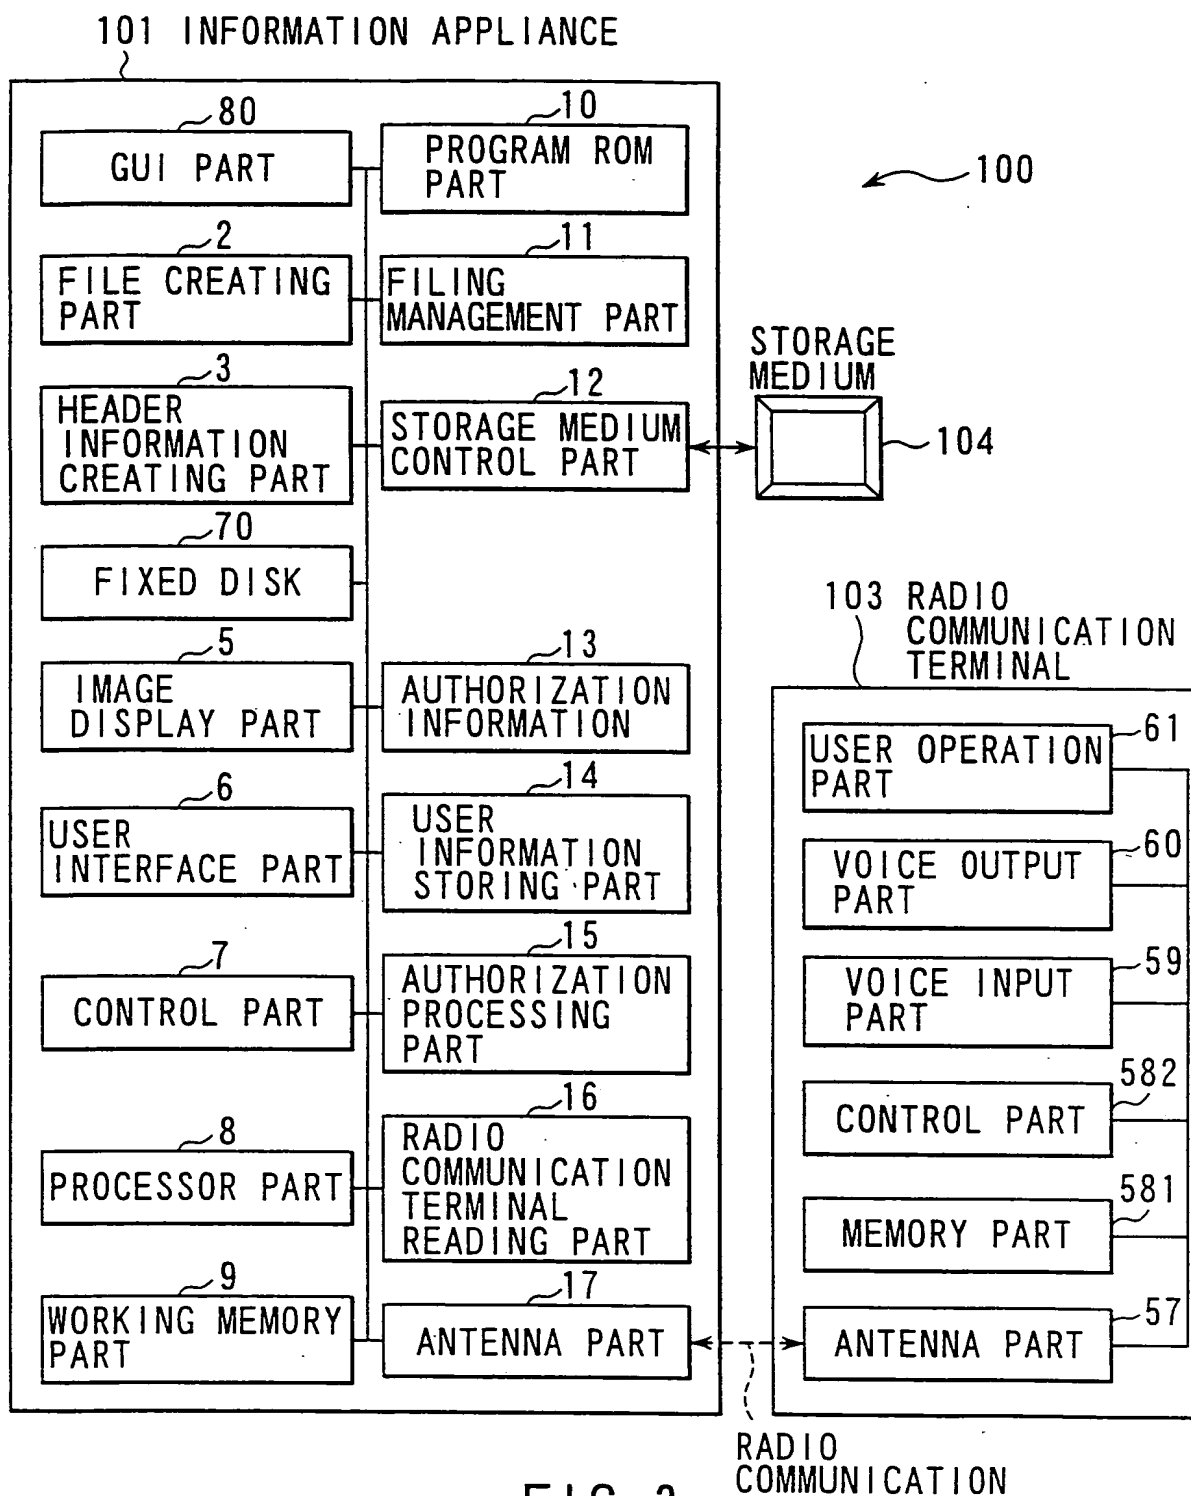 101 INFORMATION APPLIANCE
80
GUI PART
10
PROGRAM ROM
PART
100
2
FILE CREATING
PART
11
FILING
MANAGEMENT PART
3
HEADER
INFORMATION
CREATING PART
12
STORAGE MEDIUM
CONTROL PART
STORAGE
MEDIUM
104
70
FIXED DISK
5
IMAGE
DISPLAY PART
13
AUTHORIZATION
INFORMATION
6
USER
INTERFACE PART
14
USER
INFORMATION
STORING PART
7
CONTROL PART
15
AUTHORIZATION
PROCESSING
PART
8
PROCESSOR PART
16
RADIO
COMMUNICATION
TERMINAL
READING PART
9
WORKING MEMORY
PART
17
ANTENNA PART
103 RADIO
COMMUNICATION
TERMINAL
61
USER OPERATION
PART
60
VOICE OUTPUT
PART
59
VOICE INPUT
PART
582
CONTROL PART
581
MEMORY PART
57
ANTENNA PART
RADIO
COMMUNICATION